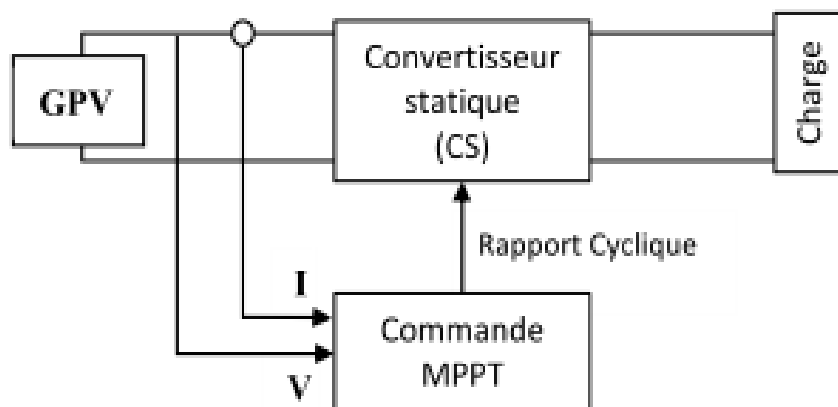 GPV
Convertisseur
statique
(CS)
Charge
Rapport Cyclique
I
V
Commande
MPPT